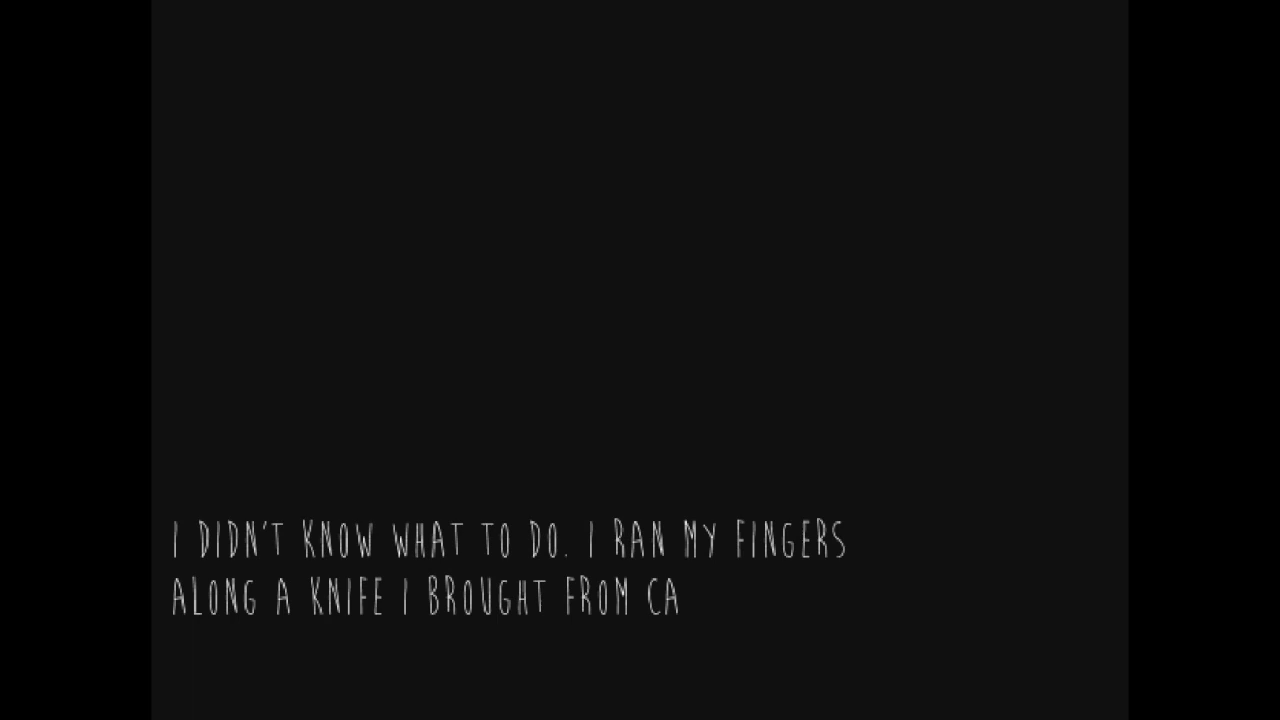 I DIDN'T KNOW WHAT TO DO. I RAN MY FINGERS
ALONG A KNIFE I BROUGHT FROM CA